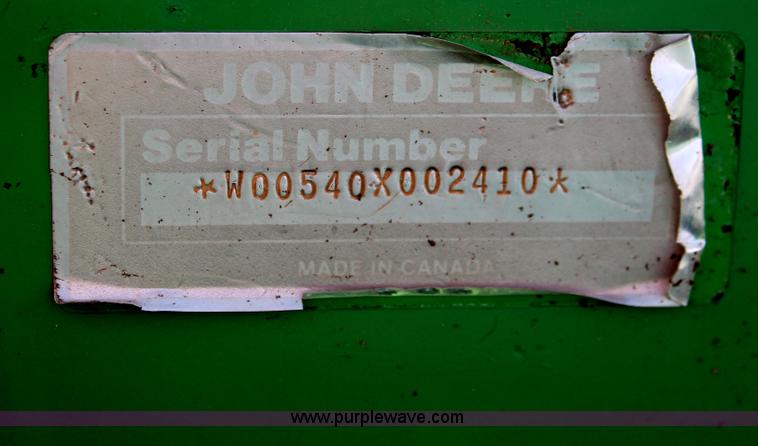 JOHN DEERE
Serial Number
*W00540X002410*
MADE IN CANADA
www.purplewave.com